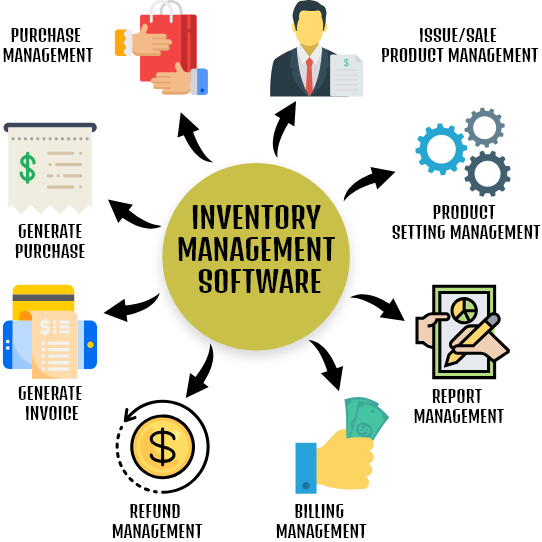 PURCHASE
MANAGEMENT
$
ISSUE/SALE
PRODUCT MANAGEMENT
$
GENERATE
PURCHASE
PRODUCT
SETTING MANAGEMENT
INVENTORY
MANAGEMENT
SOFTWARE
$
GENERATE
INVOICE
REPORT
MANAGEMENT
$
REFUND
MANAGEMENT
$
BILLING
MANAGEMENT